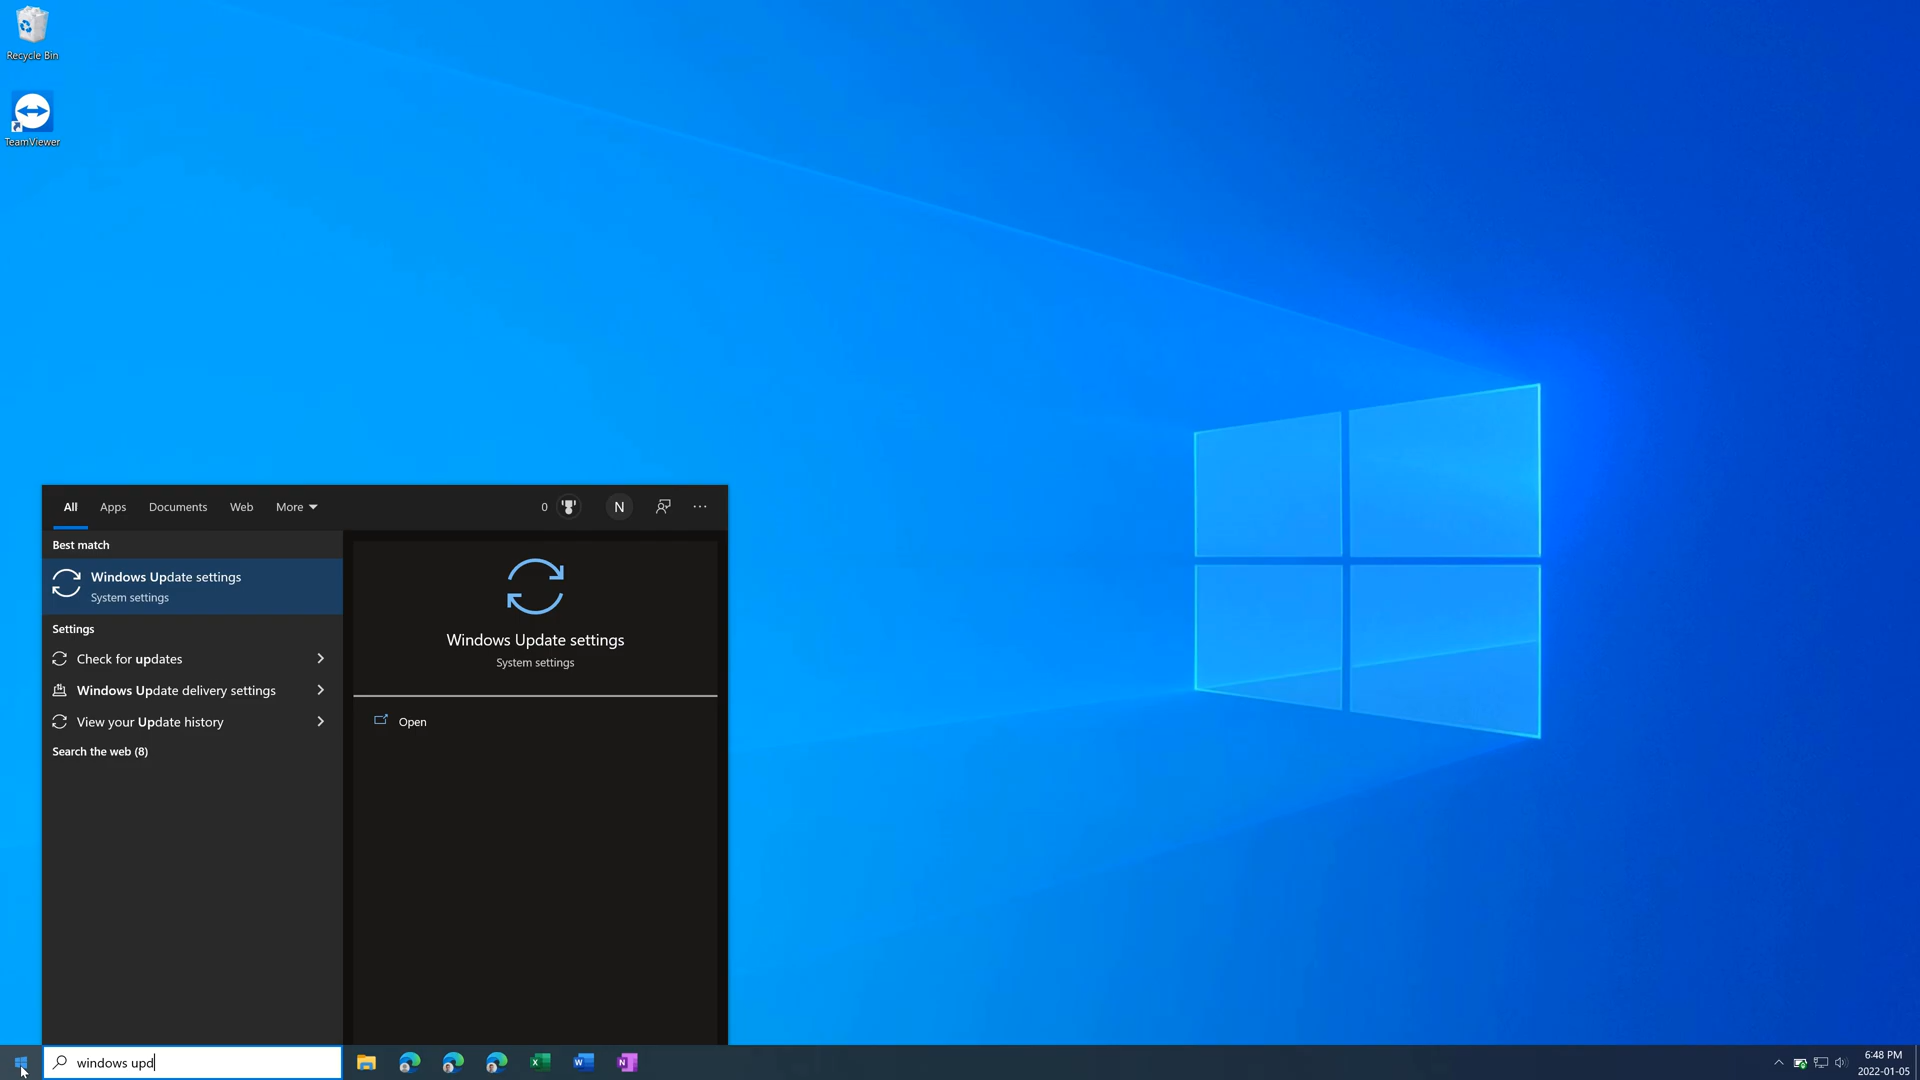 Recycle Bin
TeamViewer
All Apps Documents Web More 0 N ...
Best match
Windows Update settings
System settings
Settings
Check for updates
Windows Update delivery settings
View your Update history
Search the web (8)
Windows Update settings
System settings
Open
windows upd
6:48 PM
2022-01-05